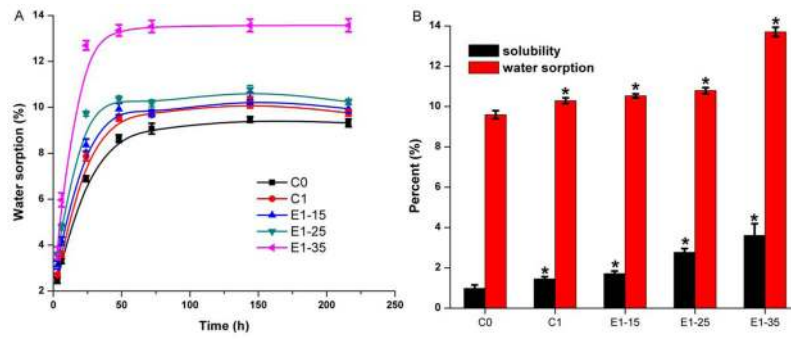 A
14
12
10
8
6
4
2
Water sorption (%)
C0
C1
E1-15
E1-25
E1-35
0 50 100 150 200 250
Time (h)
B
14
12
10
8
6
4
2
0
Percent (%)
solubility
water sorption
* * * *
* * * *
C0 C1 E1-15 E1-25 E1-35